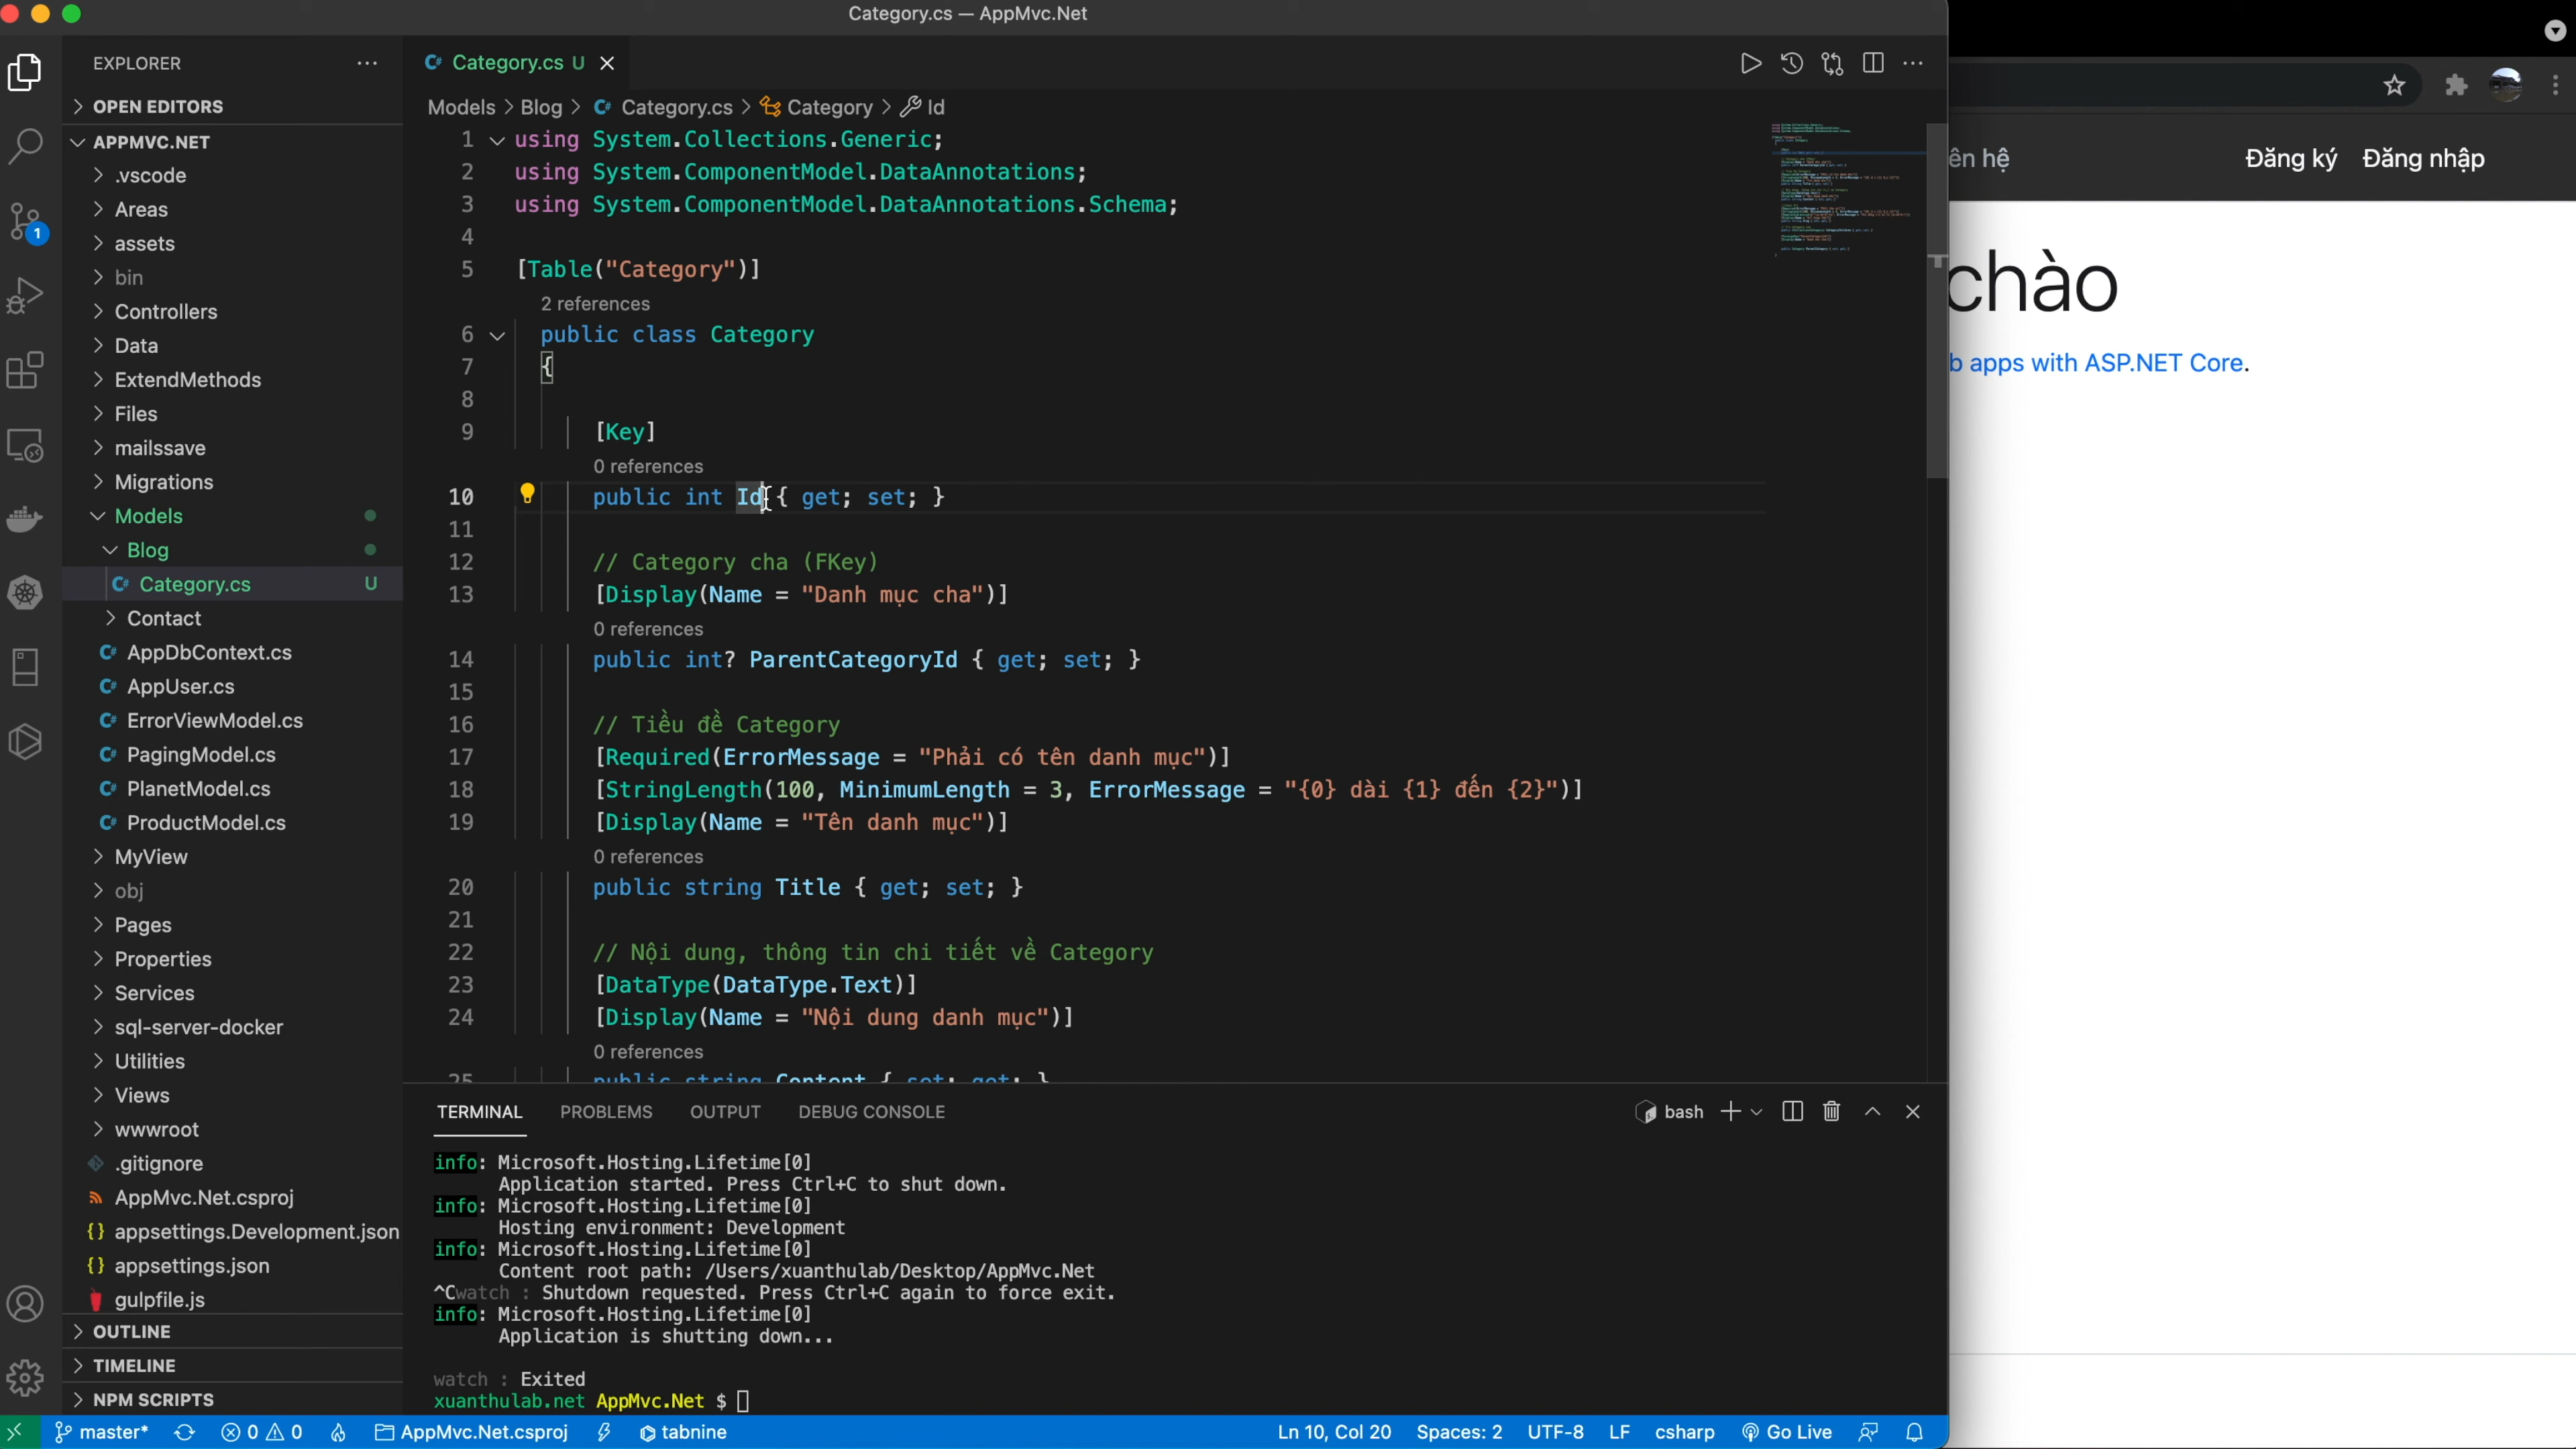 Category.cs — AppMvc.Net
EXPLORER
OPEN EDITORS
APPMVC.NET
.vscode
Areas
assets
bin
Controllers
Data
ExtendMethods
Files
mailssave
Migrations
Models
Blog
Category.cs U
Contact
AppDbContext.cs
AppUser.cs
ErrorViewModel.cs
PagingModel.cs
PlanetModel.cs
ProductModel.cs
MyView
obj
Pages
Properties
Services
sql-server-docker
Utilities
Views
wwwroot
.gitignore
AppMvc.Net.csproj
appsettings.Development.json
appsettings.json
gulpfile.js
OUTLINE
TIMELINE
NPM SCRIPTS
1
Category.cs U
Models > Blog > Category.cs > Category > Id
1 using System.Collections.Generic;
2 using System.ComponentModel.DataAnnotations;
3 using System.ComponentModel.DataAnnotations.Schema;
4
5 [Table("Category")]
2 references
6 public class Category
7 {
8
9 [Key]
0 references
10 public int Id { get; set; }
11
12 // Category cha (FKey)
13 [Display(Name = "Danh mục cha")]
0 references
14 public int? ParentCategoryId { get; set; }
15
16 // Tiều đề Category
17 [Required(ErrorMessage = "Phải có tên danh mục")]
18 [StringLength(100, MinimumLength = 3, ErrorMessage = "{0} dài {1} đến {2}")]
19 [Display(Name = "Tên danh mục")]
0 references
20 public string Title { get; set; }
21
22 // Nội dung, thông tin chi tiết về Category
23 [DataType(DataType.Text)]
24 [Display(Name = "Nội dung danh mục")]
0 references
25 public string Content { set; get; }
TERMINAL PROBLEMS OUTPUT DEBUG CONSOLE
bash
info: Microsoft.Hosting.Lifetime[0]
Application started. Press Ctrl+C to shut down.
info: Microsoft.Hosting.Lifetime[0]
Hosting environment: Development
info: Microsoft.Hosting.Lifetime[0]
Content root path: /Users/xuanthulab/Desktop/AppMvc.Net
^Cwatch : Shutdown requested. Press Ctrl+C again to force exit.
info: Microsoft.Hosting.Lifetime[0]
Application is shutting down...
watch : Exited
xuanthulab.net AppMvc.Net $
master* 0 0 AppMvc.Net.csproj tabnine Ln 10, Col 20 Spaces: 2 UTF-8 LF csharp Go Live
ên hệ Đăng ký Đăng nhập
chào
b apps with ASP.NET Core.